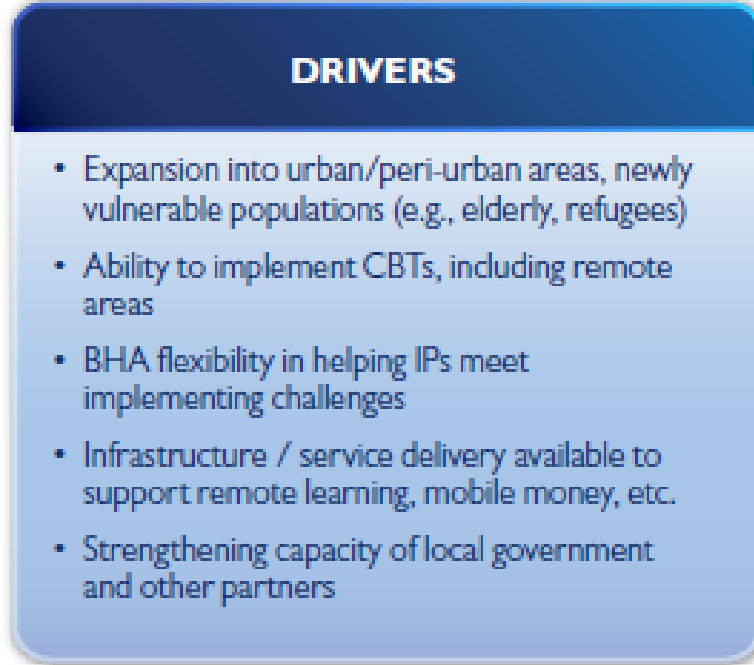 DRIVERS
• Expansion into urban/peri-urban areas, newly
vulnerable populations (e.g., elderly, refugees)
• Ability to implement CBTs, including remote
areas
• BHA flexibility in helping IPs meet
implementing challenges
• Infrastructure / service delivery available to
support remote learning, mobile money, etc.
• Strengthening capacity of local government
and other partners